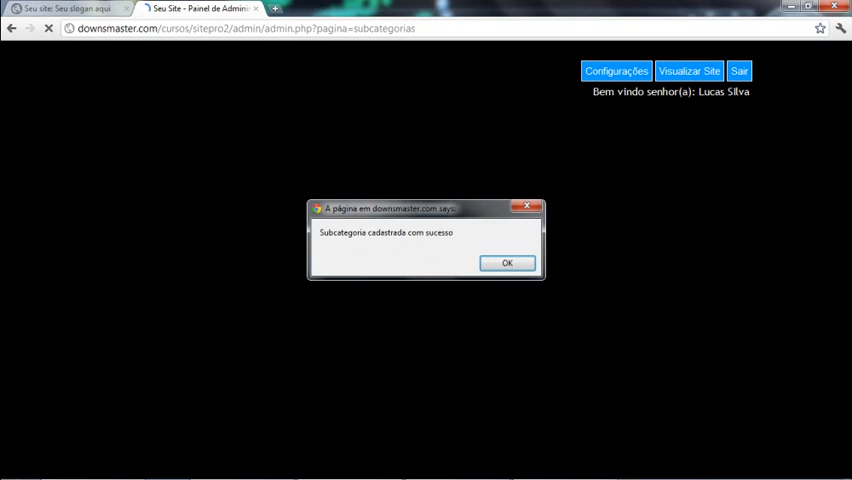 Seu site: Seu slogan aqui
Seu Site - Painel de Adminis
downsmaster.com/cursos/sitepro2/admin/admin.php?pagina=subcategorias
Configurações Visualizar Site Sair
Bem vindo senhor(a): Lucas Silva
A página em downsmaster.com says:
Subcategoria cadastrada com sucesso
OK